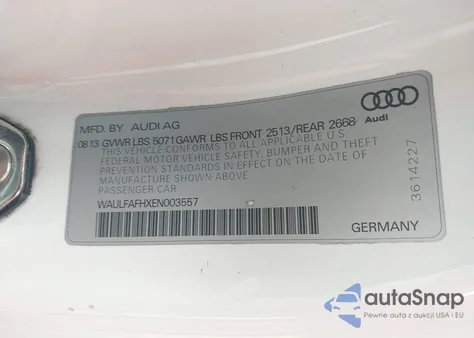 MFD. BY AUDI AG
0813 GVWR LBS 5071 GAWR LBS FRONT 2513/REAR 2668
THIS VEHICLE CONFORMS TO ALL APPLICABLE U.S.
FEDERAL MOTOR VEHICLE SAFETY, BUMPER AND THEFT
PREVENTION STANDARDS IN EFFECT ON THE DATE OF
MANUFACTURE SHOWN ABOVE.
PASSENGER CAR
WAULFAFHXEN003557
GERMANY
Audi
3614227
autoSnap
Pewne auta z aukcji USA i EU